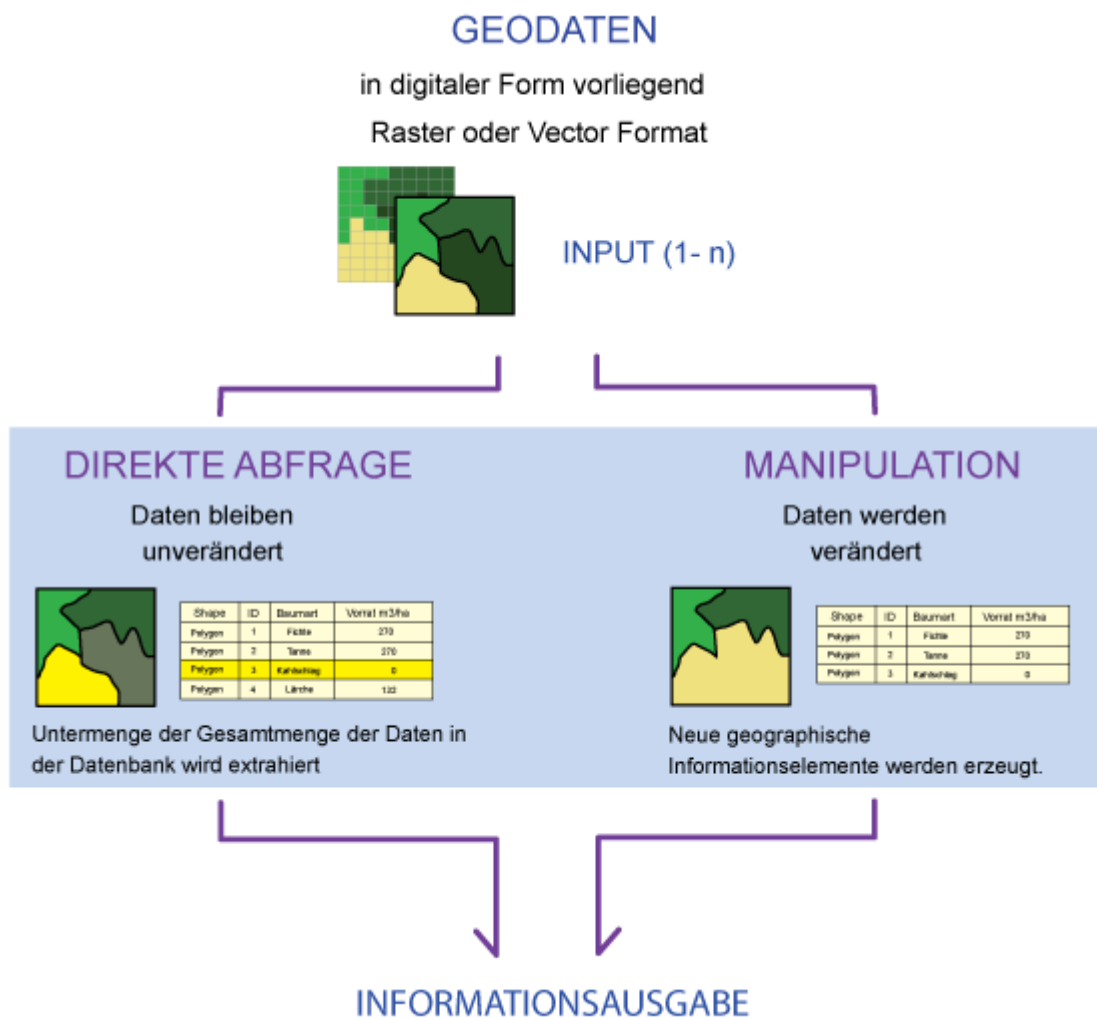 GEODATEN
in digitaler Form vorliegend
Raster oder Vector Format
INPUT (1- n)
DIREKTE ABFRAGE
Daten bleiben
unverändert
Shape ID Baumart Vorrat m3/ha
Polygon 1 Fichte 270
Polygon 2 Tanne 270
Polygon 3 Kahlschlag 0
Polygon 4 Lärche 132
Untermenge der Gesamtmenge der Daten in
der Datenbank wird extrahiert
MANIPULATION
Daten werden
verändert
Shape ID Baumart Vorrat m3/ha
Polygon 1 Fichte 270
Polygon 2 Tanne 270
Polygon 3 Kahlschlag 0
Neue geographische
Informationselemente werden erzeugt.
INFORMATIONSAUSGABE